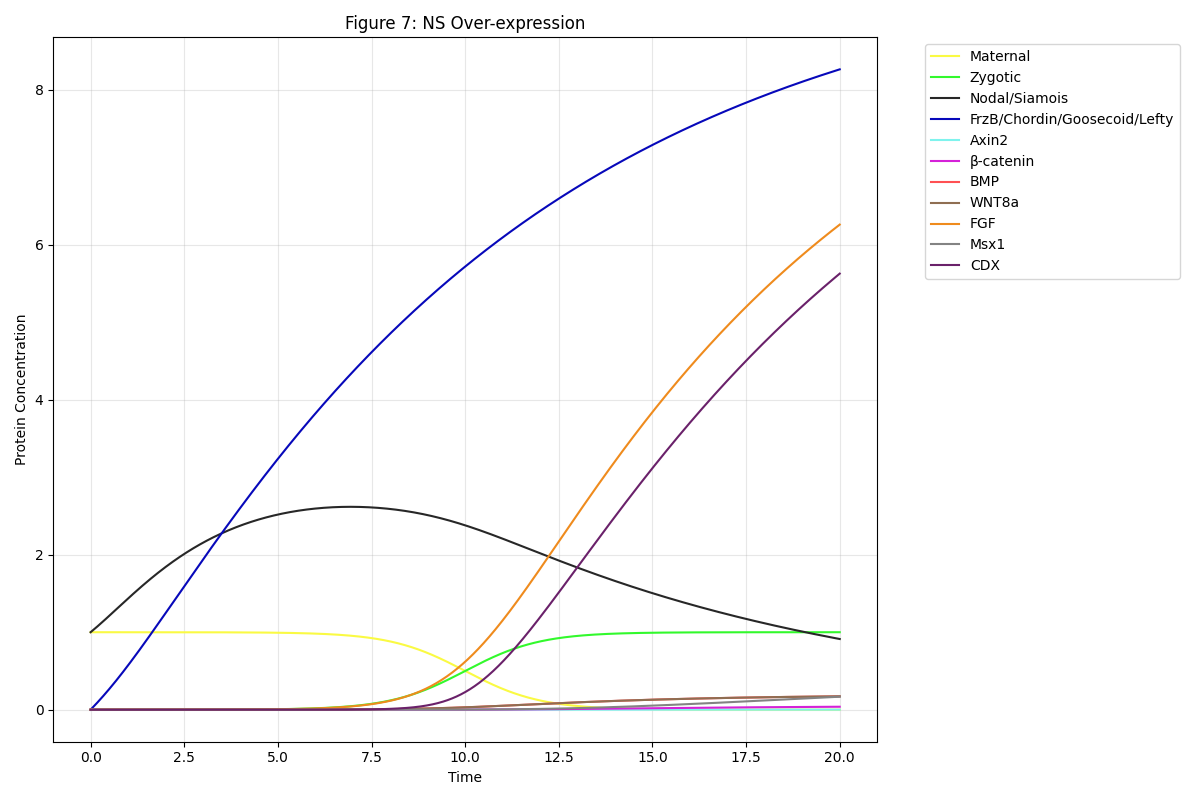 Figure 7: NS Over-expression
Protein Concentration
8
6
4
2
0
0.0 2.5 5.0 7.5 10.0 12.5 15.0 17.5 20.0
Time
Maternal
Zygotic
Nodal/Siamois
FrzB/Chordin/Goosecoid/Lefty
Axin2
β-catenin
BMP
WNT8a
FGF
Msx1
CDX